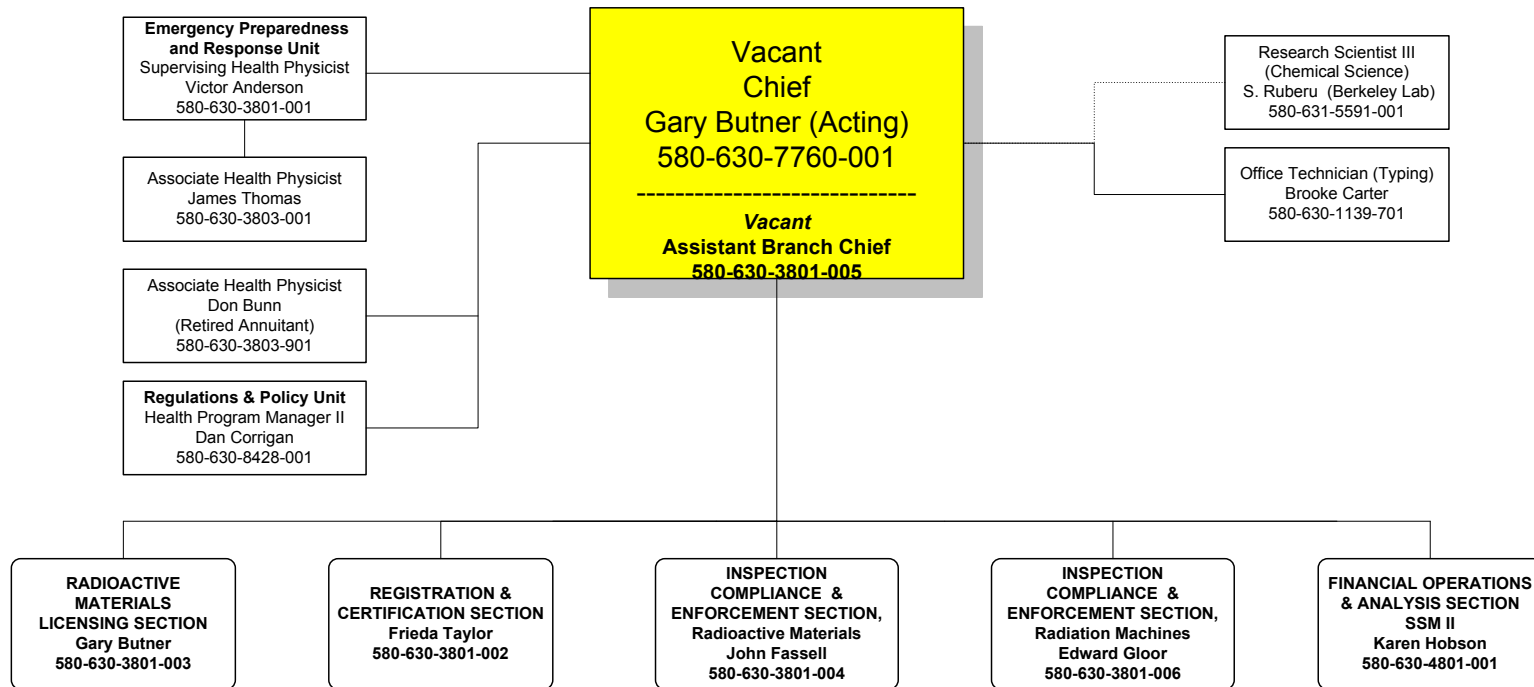 Emergency Preparedness
and Response Unit
Supervising Health Physicist
Victor Anderson
580-630-3801-001
Associate Health Physicist
James Thomas
580-630-3803-001
Associate Health Physicist
Don Bunn
(Retired Annuitant)
580-630-3803-901
Regulations & Policy Unit
Health Program Manager II
Dan Corrigan
580-630-8428-001
Vacant
Chief
Gary Butner (Acting)
580-630-7760-001
-----------------------------
Vacant
Assistant Branch Chief
580-630-3801-005
Research Scientist III
(Chemical Science)
S. Ruberu (Berkeley Lab)
580-631-5591-001
Office Technician (Typing)
Brooke Carter
580-630-1139-701
RADIOACTIVE
MATERIALS
LICENSING SECTION
Gary Butner
580-630-3801-003
REGISTRATION &
CERTIFICATION SECTION
Frieda Taylor
580-630-3801-002
INSPECTION
COMPLIANCE &
ENFORCEMENT SECTION,
Radioactive Materials
John Fassell
580-630-3801-004
INSPECTION
COMPLIANCE &
ENFORCEMENT SECTION,
Radiation Machines
Edward Gloor
580-630-3801-006
FINANCIAL OPERATIONS
& ANALYSIS SECTION
SSM II
Karen Hobson
580-630-4801-001